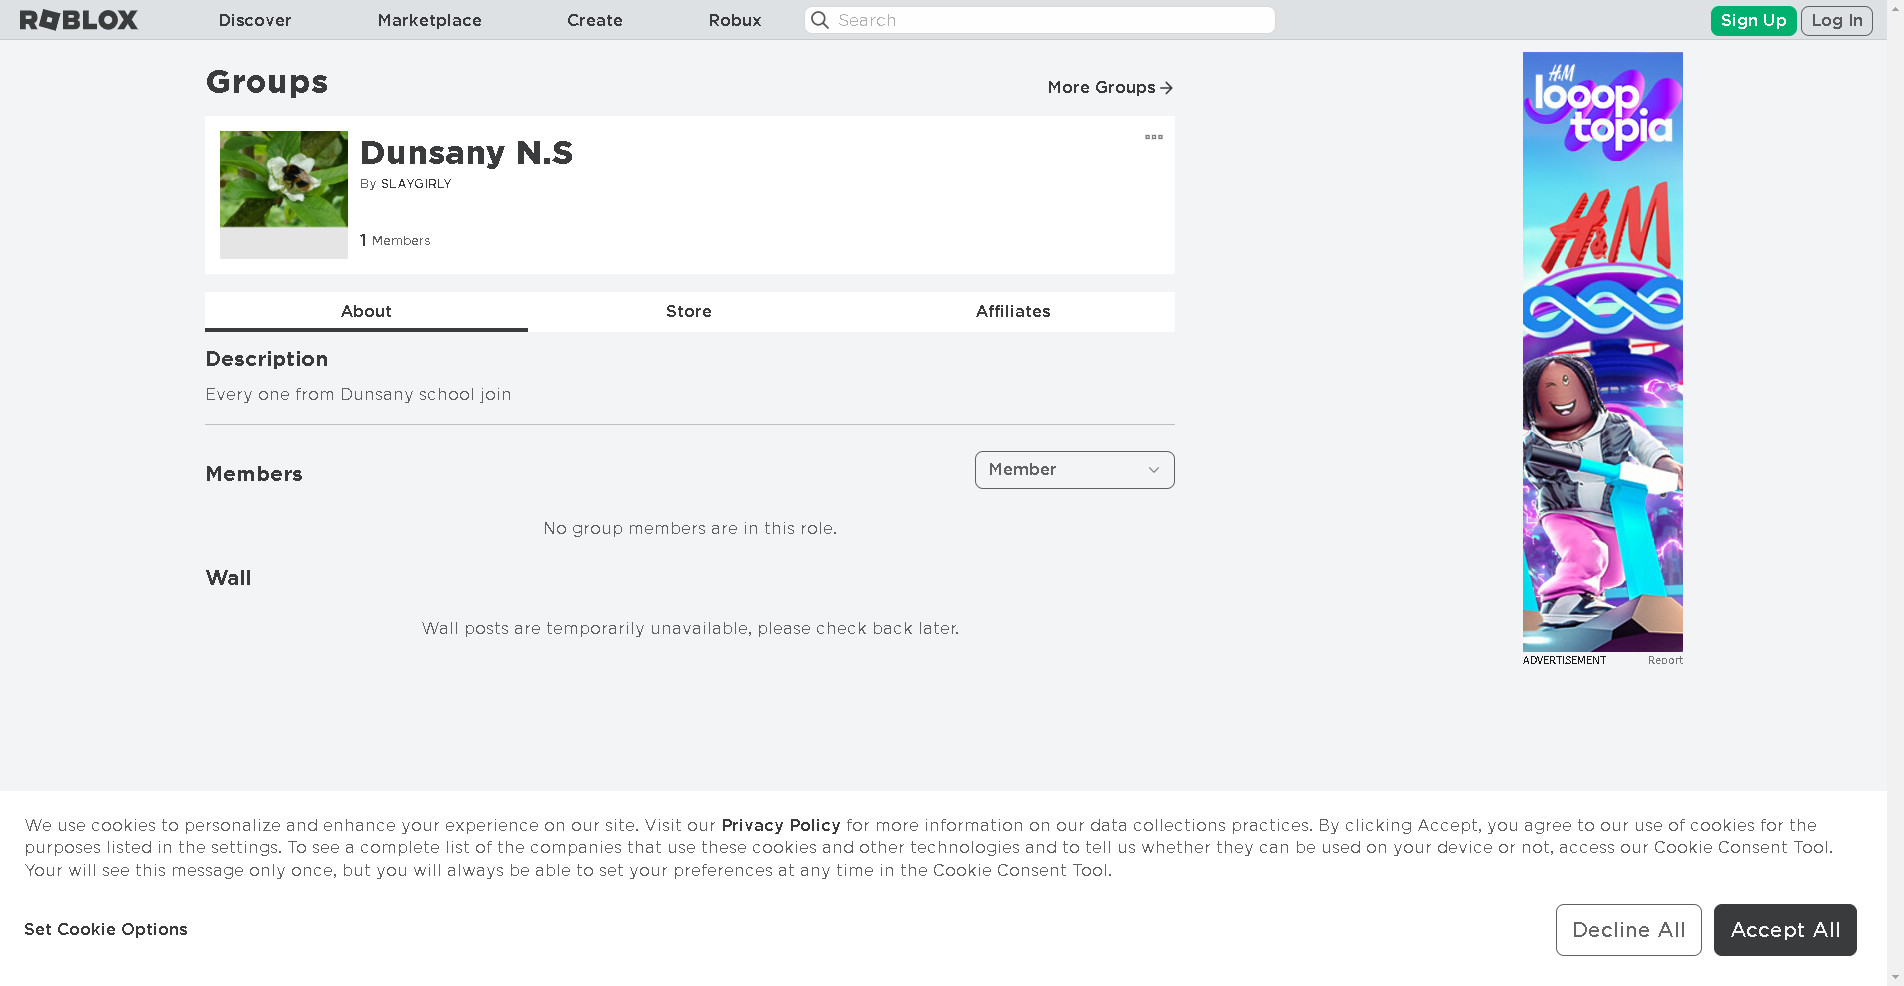 ROBLOX Discover Marketplace Create Robux Search Sign Up Log In
Groups
More Groups
Dunsany N.S
By SLAYGIRLY
1 Members
About Store Affiliates
Description
Every one from Dunsany school join
Members
Member
No group members are in this role.
Wall
Wall posts are temporarily unavailable, please check back later.
H&M
looop
topia
H&M
ADVERTISEMENT Report
We use cookies to personalize and enhance your experience on our site. Visit our Privacy Policy for more information on our data collections practices. By clicking Accept, you agree to our use of cookies for the
purposes listed in the settings. To see a complete list of the companies that use these cookies and other technologies and to tell us whether they can be used on your device or not, access our Cookie Consent Tool.
Your will see this message only once, but you will always be able to set your preferences at any time in the Cookie Consent Tool.
Set Cookie Options
Decline All
Accept All